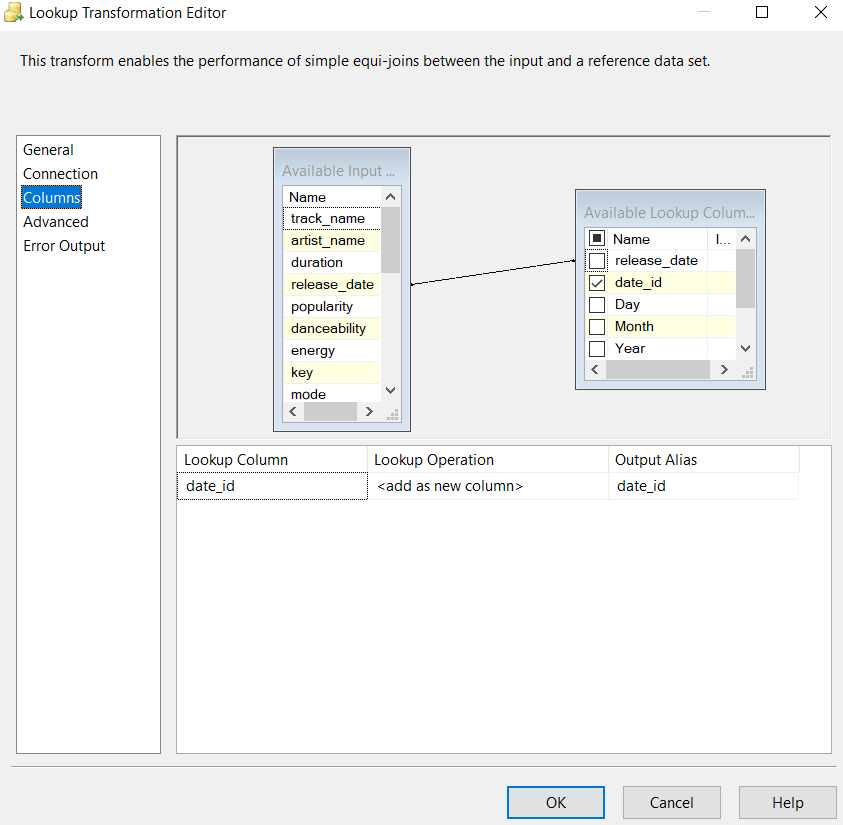 Lookup Transformation Editor
This transform enables the performance of simple equi-joins between the input and a reference data set.
General
Connection
Columns
Advanced
Error Output
Available Input ...
Name
track_name
artist_name
duration
release_date
popularity
danceability
energy
key
mode
Available Lookup Colum...
Name I...
release_date
date_id
Day
Month
Year
Lookup Column Lookup Operation Output Alias
date_id <add as new column> date_id
OK Cancel Help